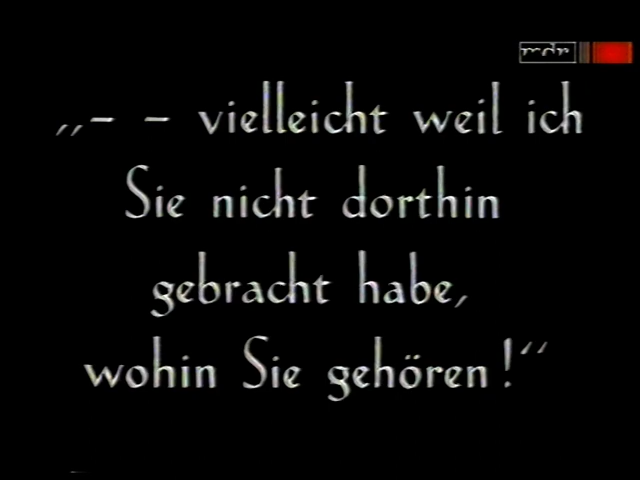 mdr
„– – vielleicht weil ich
Sie nicht dorthin
gebracht habe,
wohin Sie gehören!“